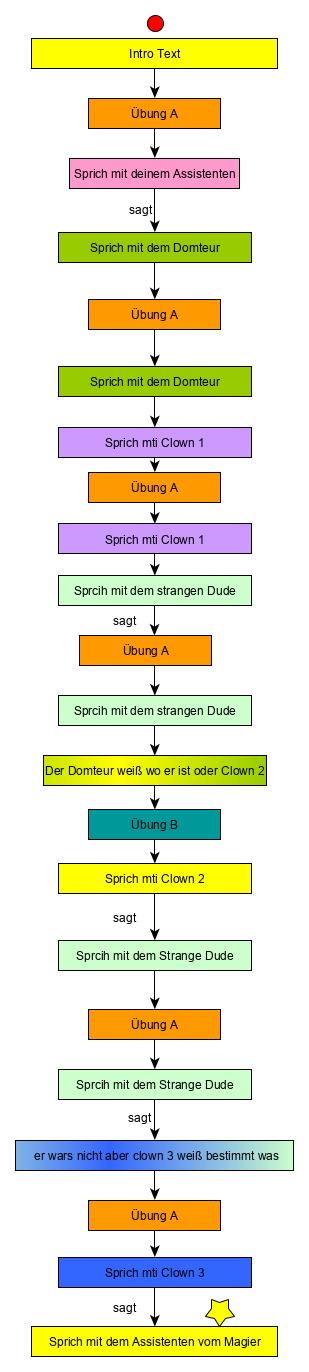 Intro Text
Übung A
Sprich mit deinem Assistenten
sagt
Sprich mit dem Domteur
Übung A
Sprich mit dem Domteur
Sprich mti Clown 1
Übung A
Sprich mti Clown 1
Sprcih mit dem strangen Dude
sagt
Übung A
Sprcih mit dem strangen Dude
Der Domteur weiß wo er ist oder Clown 2
Übung B
Sprich mti Clown 2
sagt
Sprcih mit dem Strange Dude
Übung A
Sprcih mit dem Strange Dude
sagt
er wars nicht aber clown 3 weiß bestimmt was
Übung A
Sprich mti Clown 3
sagt
Sprich mit dem Assistenten vom Magier